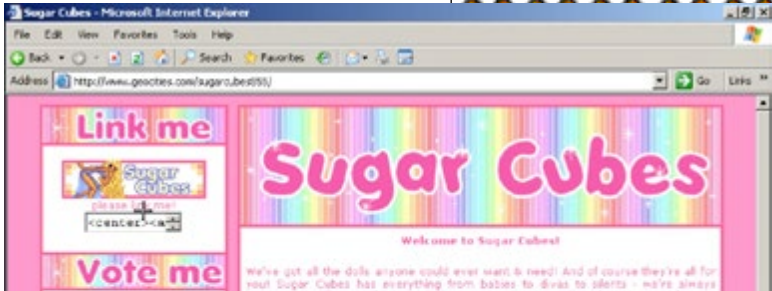 Sugar Cubes - Microsoft Internet Explorer
File Edit View Favorites Tools Help
Back Search Favorites
Address Go Links »
Link me
Sugar Cubes
please link me!
<center><a
Vote me
Sugar Cubes
Welcome to Sugar Cubes!
We've got all the dolls anyone could ever want & need! And of course they're all for
you! Sugar Cubes has everything from babies to divas to silents - we're always